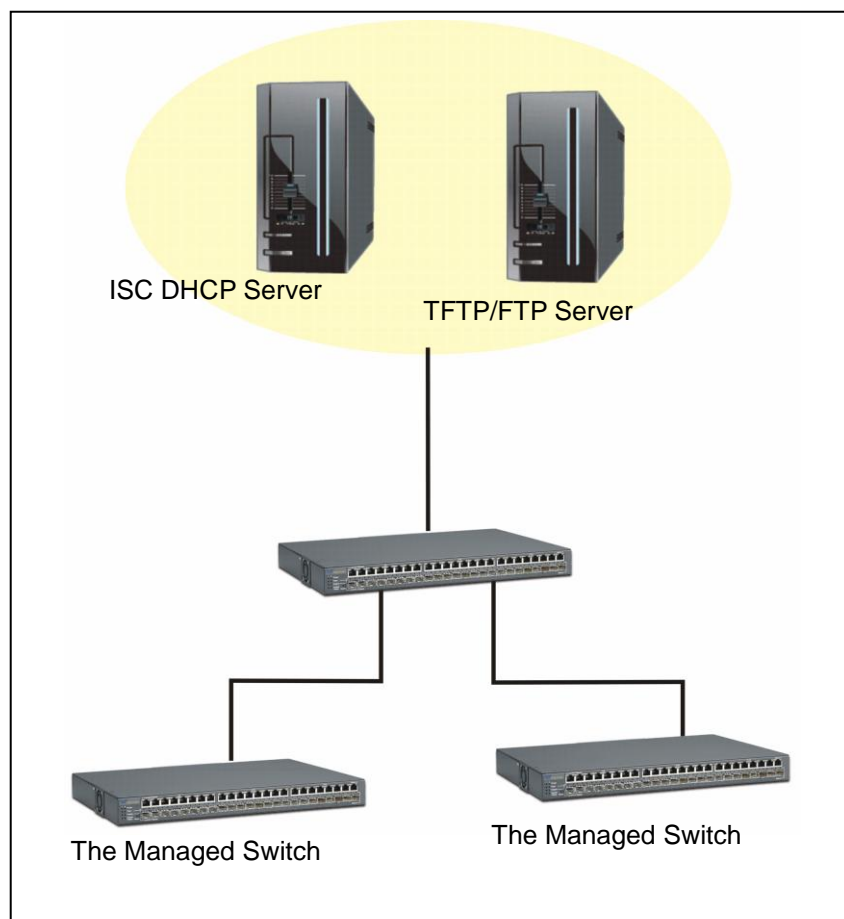 ISC DHCP Server
TFTP/FTP Server
The Managed Switch
The Managed Switch